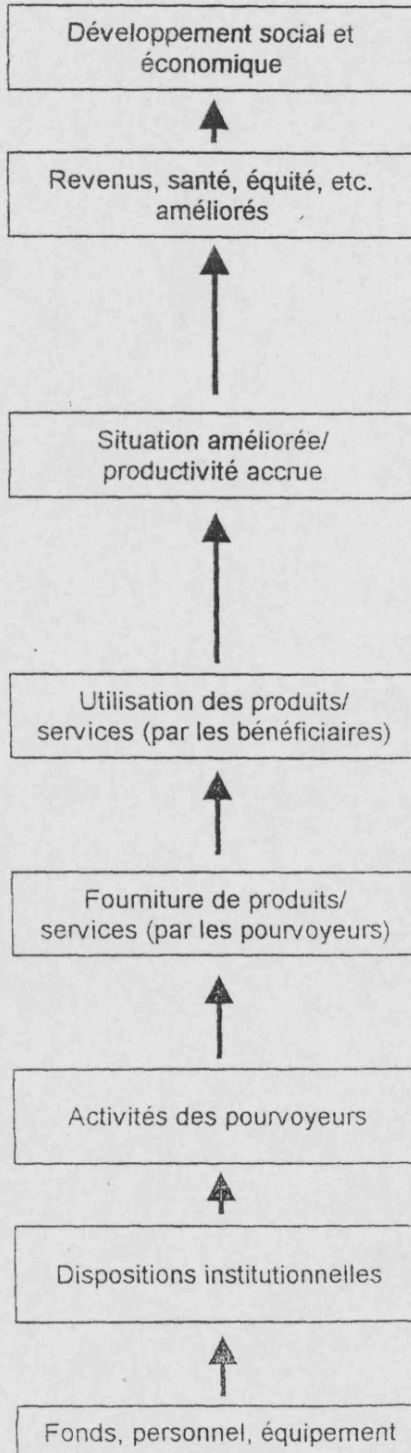 Développement social et
économique
Revenus, santé, équité, etc.
améliorés
Situation améliorée/
productivité accrue
Utilisation des produits/
services (par les bénéficiaires)
Fourniture de produits/
services (par les pourvoyeurs)
Activités des pourvoyeurs
Dispositions institutionnelles
Fonds, personnel, équipement